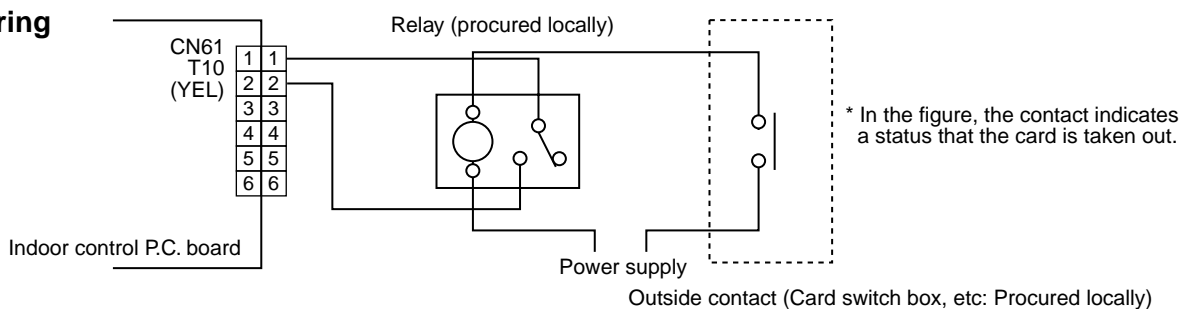 ring
Relay (procured locally)
CN61
T10
(YEL)
1 1
2 2
3 3
4 4
5 5
6 6
* In the figure, the contact indicates
a status that the card is taken out.
Indoor control P.C. board
Power supply
Outside contact (Card switch box, etc: Procured locally)